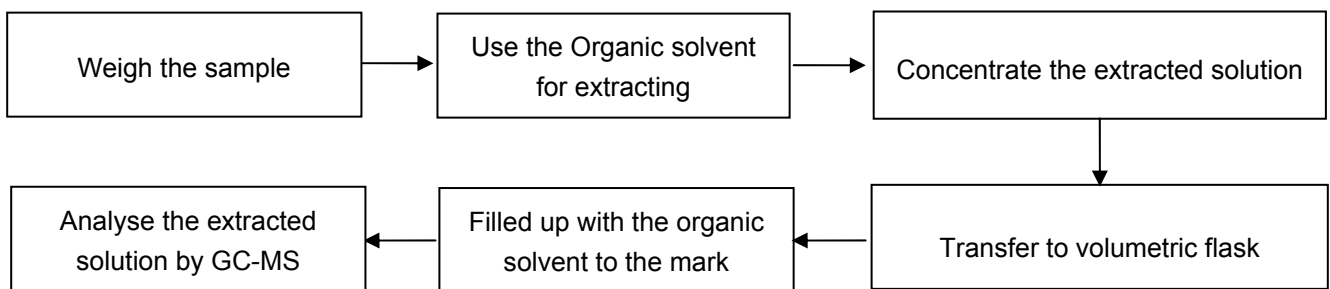 Weigh the sample
Use the Organic solvent
for extracting
Concentrate the extracted solution
Transfer to volumetric flask
Filled up with the organic
solvent to the mark
Analyse the extracted
solution by GC-MS